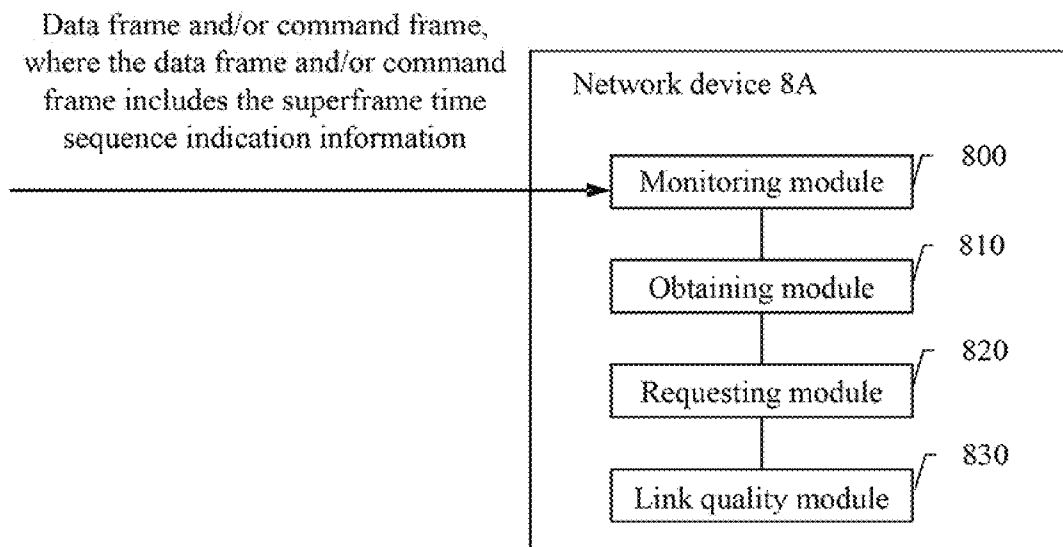 Data frame and/or command frame,
where the data frame and/or command
frame includes the superframe time
sequence indication information
Network device 8A
Monitoring module
800
Obtaining module
810
Requesting module
820
Link quality module
830